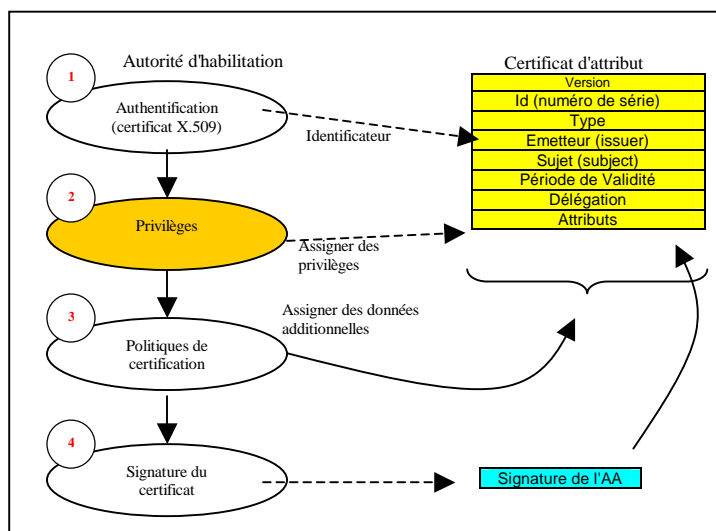 Autorité d'habilitation
1
Authentification
(certificat X.509)
Identificateur
Certificat d'attribut
Version
Id (numéro de série)
Type
Emetteur (issuer)
Sujet (subject)
Période de Validité
Délégation
Attributs
2
Privilèges
Assigner des
privilèges
3
Politiques de
certification
Assigner des données
additionnelles
4
Signature du
certificat
Signature de l'AA